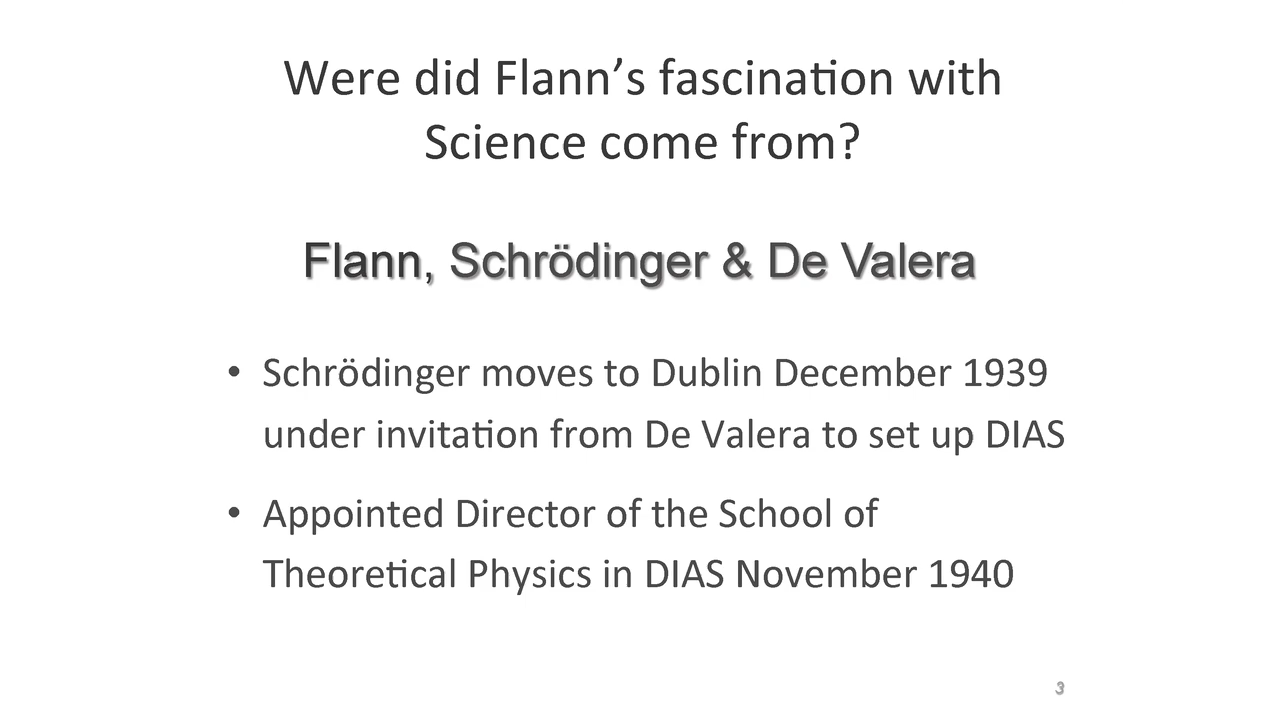 Were did Flann’s fascination with
Science come from?
Flann, Schrödinger & De Valera
• Schrödinger moves to Dublin December 1939
under invitation from De Valera to set up DIAS
• Appointed Director of the School of
Theoretical Physics in DIAS November 1940
3